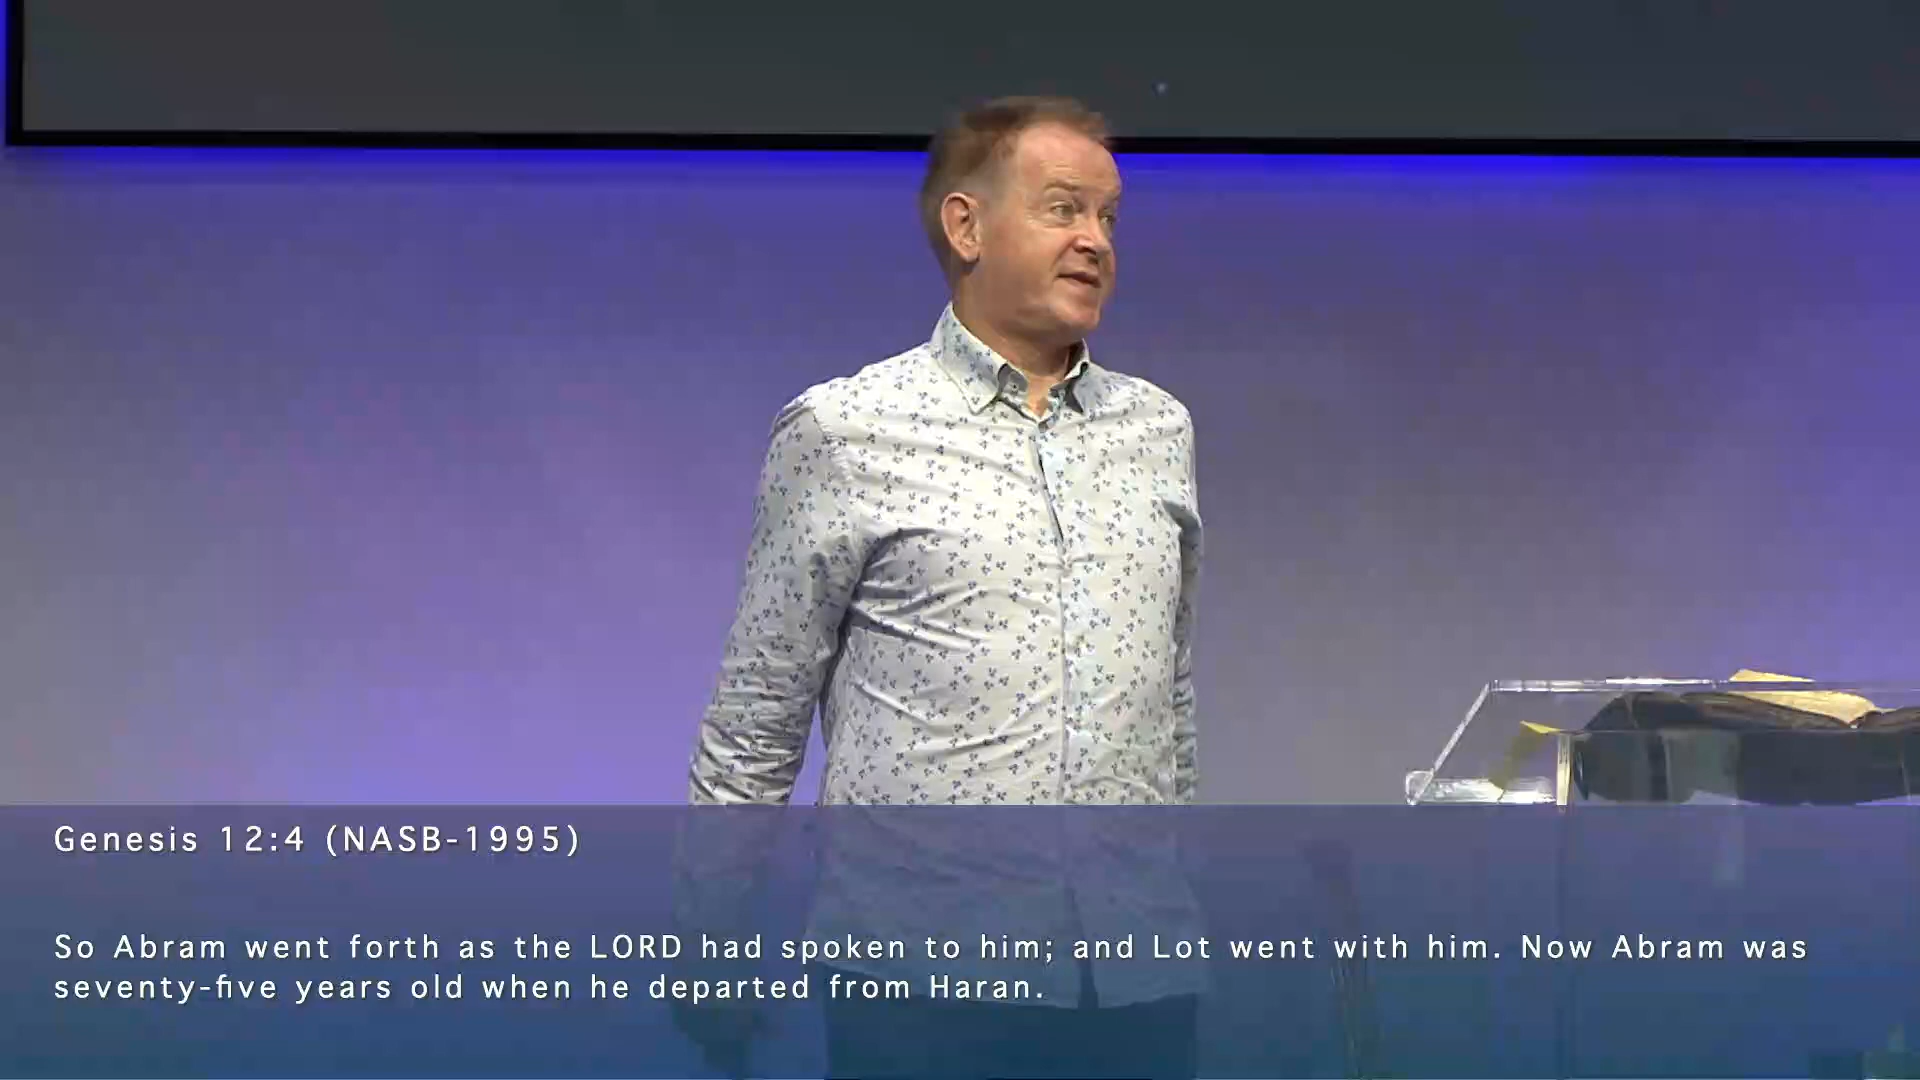 Genesis 12:4 (NASB-1995)
So Abram went forth as the LORD had spoken to him; and Lot went with him. Now Abram was
seventy-five years old when he departed from Haran.